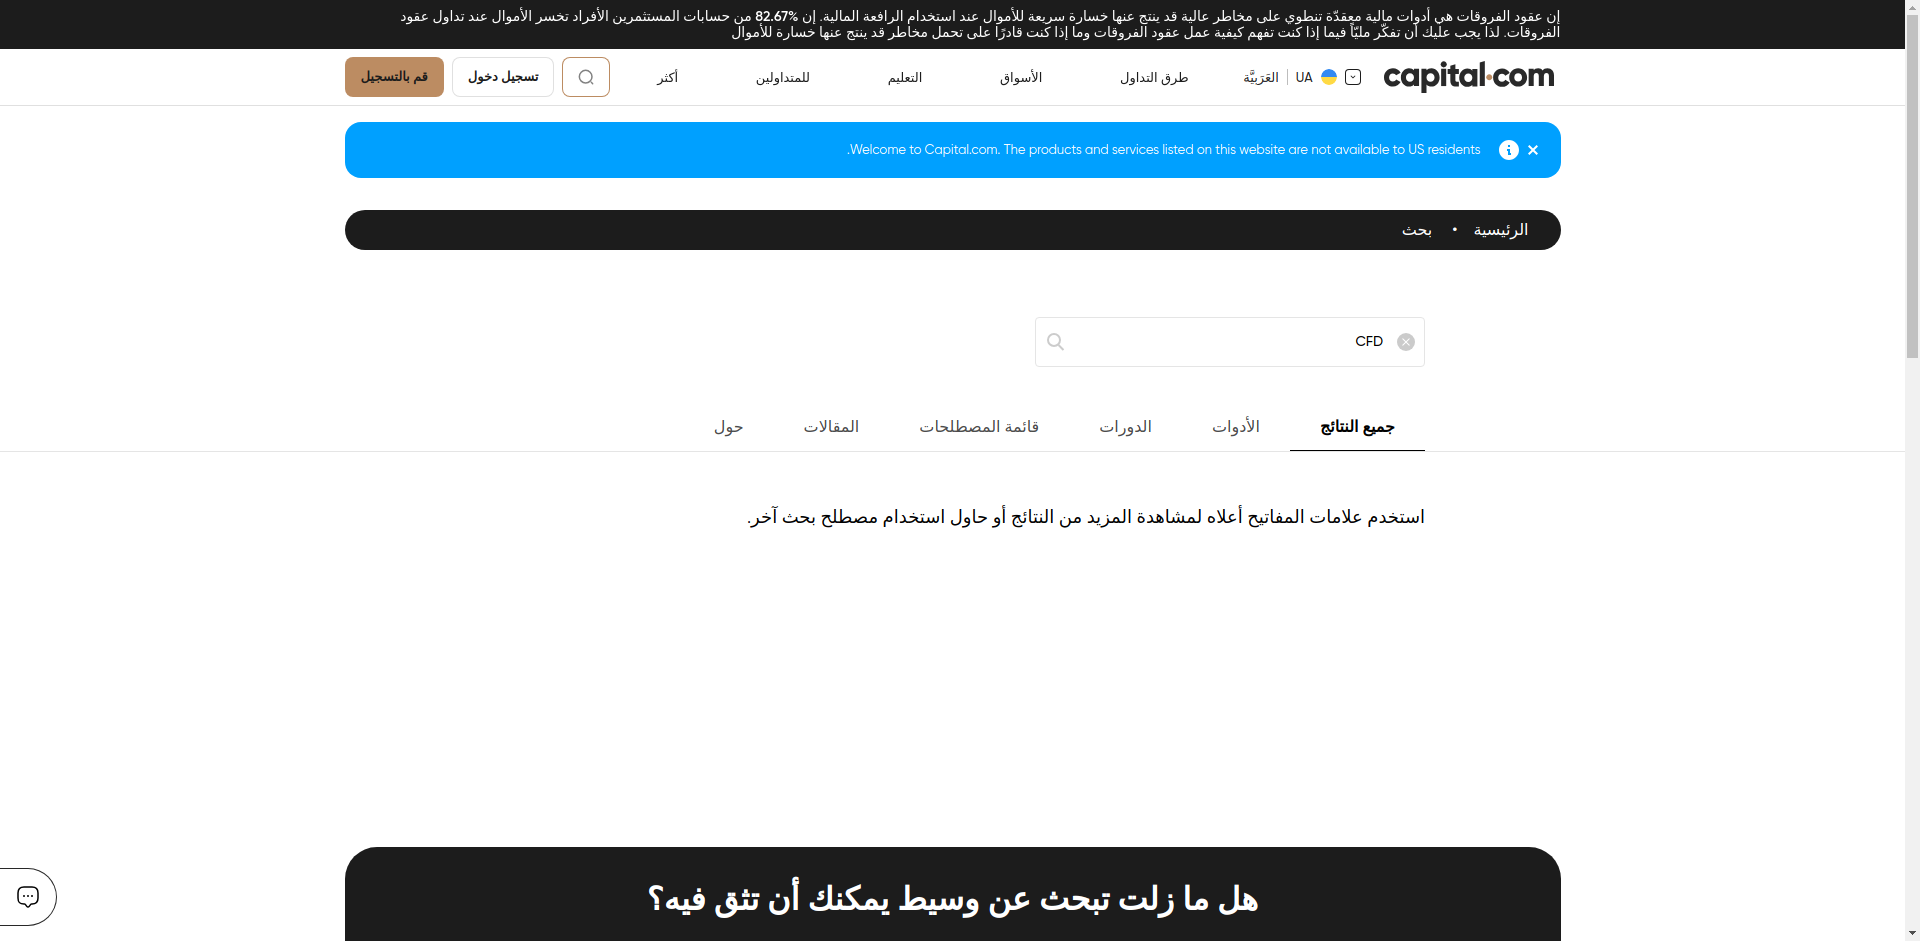 إن عقود الفروقات هي أدوات مالية معقدّة تنطوي على مخاطر عالية قد ينتج عنها خسارة سريعة للأموال عند استخدام الرافعة المالية. إن 82.67% من حسابات المستثمرين الأفراد تخسر الأموال عند تداول عقود
الفروقات. لذا يجب عليك أن تفكّر مليّاً فيما إذا كنت تفهم كيفية عمل عقود الفروقات وما إذا كنت قادرًا على تحمل مخاطر قد ينتج عنها خسارة للأموال
capital.com
UA
العَرَبِيَّة
طرق التداول
الأسواق
التعليم
للمتداولين
أكثر
تسجيل دخول
قم بالتسجيل
.Welcome to Capital.com. The products and services listed on this website are not available to US residents
الرئيسية • بحث
CFD
جميع النتائج
الأدوات
الدورات
قائمة المصطلحات
المقالات
حول
استخدم علامات المفاتيح أعلاه لمشاهدة المزيد من النتائج أو حاول استخدام مصطلح بحث آخر.
هل ما زلت تبحث عن وسيط يمكنك أن تثق فيه؟